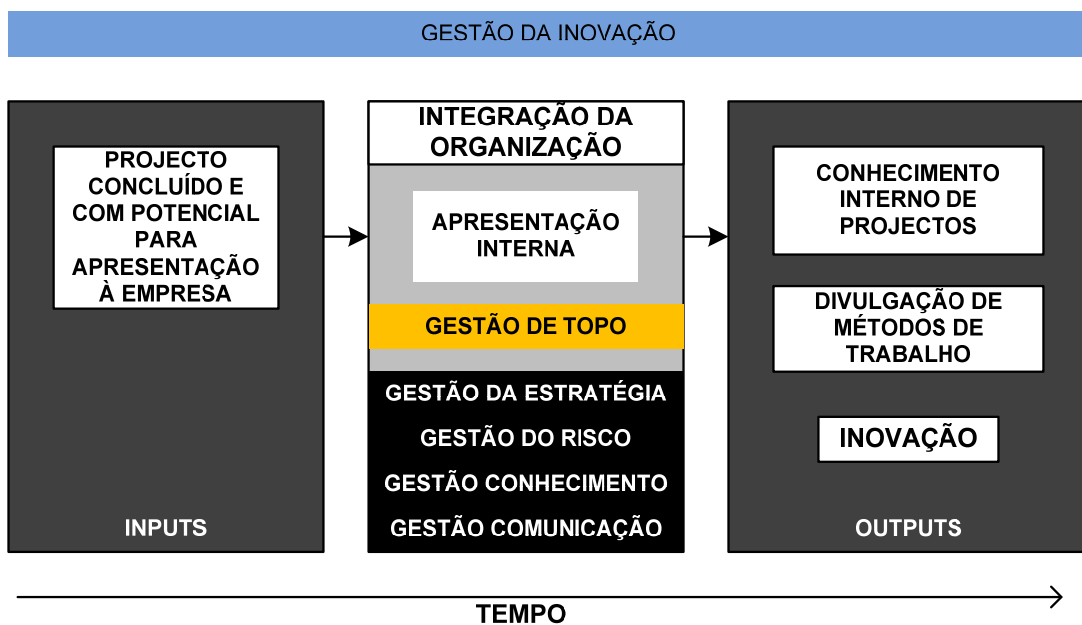 GESTÃO DA INOVAÇÃO
PROJECTO
CONCLUÍDO E
COM POTENCIAL
PARA
APRESENTAÇÃO
À EMPRESA
INPUTS
INTEGRAÇÃO DA
ORGANIZAÇÃO
APRESENTAÇÃO
INTERNA
GESTÃO DE TOPO
GESTÃO DA ESTRATÉGIA
GESTÃO DO RISCO
GESTÃO CONHECIMENTO
GESTÃO COMUNICAÇÃO
CONHECIMENTO
INTERNO DE
PROJECTOS
DIVULGAÇÃO DE
MÉTODOS DE
TRABALHO
INOVAÇÃO
OUTPUTS
TEMPO